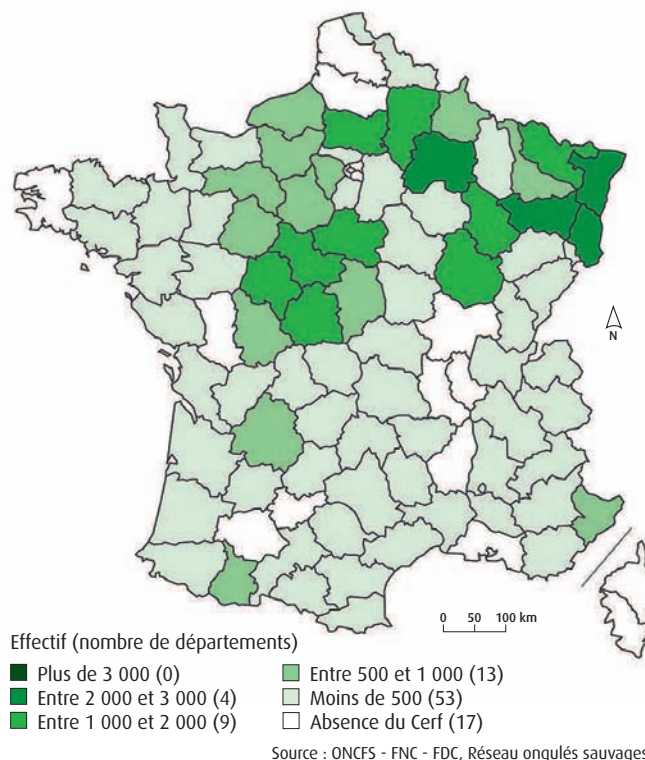 N
0 50 100 km
Effectif (nombre de départements)
Plus de 3 000 (0)
Entre 2 000 et 3 000 (4)
Entre 1 000 et 2 000 (9)
Entre 500 et 1 000 (13)
Moins de 500 (53)
Absence du Cerf (17)
Source : ONCFS - FNC - FDC, Réseau ongulés sauvages